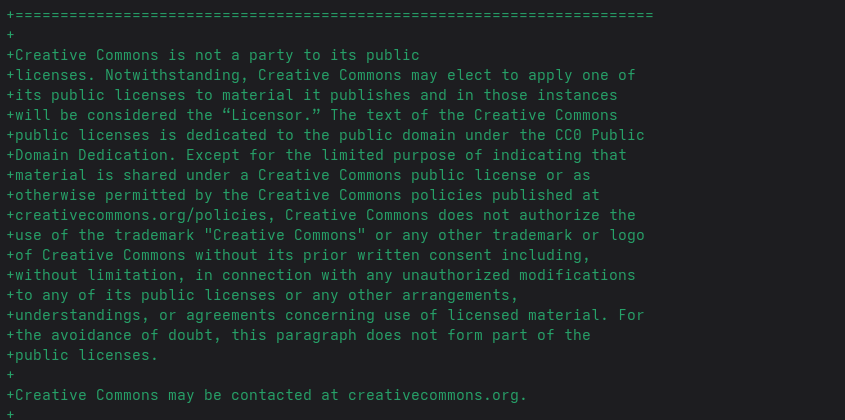 +=======================================================================
+
+Creative Commons is not a party to its public
+licenses. Notwithstanding, Creative Commons may elect to apply one of
+its public licenses to material it publishes and in those instances
+will be considered the “Licensor.” The text of the Creative Commons
+public licenses is dedicated to the public domain under the CC0 Public
+Domain Dedication. Except for the limited purpose of indicating that
+material is shared under a Creative Commons public license or as
+otherwise permitted by the Creative Commons policies published at
+creativecommons.org/policies, Creative Commons does not authorize the
+use of the trademark "Creative Commons" or any other trademark or logo
+of Creative Commons without its prior written consent including,
+without limitation, in connection with any unauthorized modifications
+to any of its public licenses or any other arrangements,
+understandings, or agreements concerning use of licensed material. For
+the avoidance of doubt, this paragraph does not form part of the
+public licenses.
+
+Creative Commons may be contacted at creativecommons.org.
+